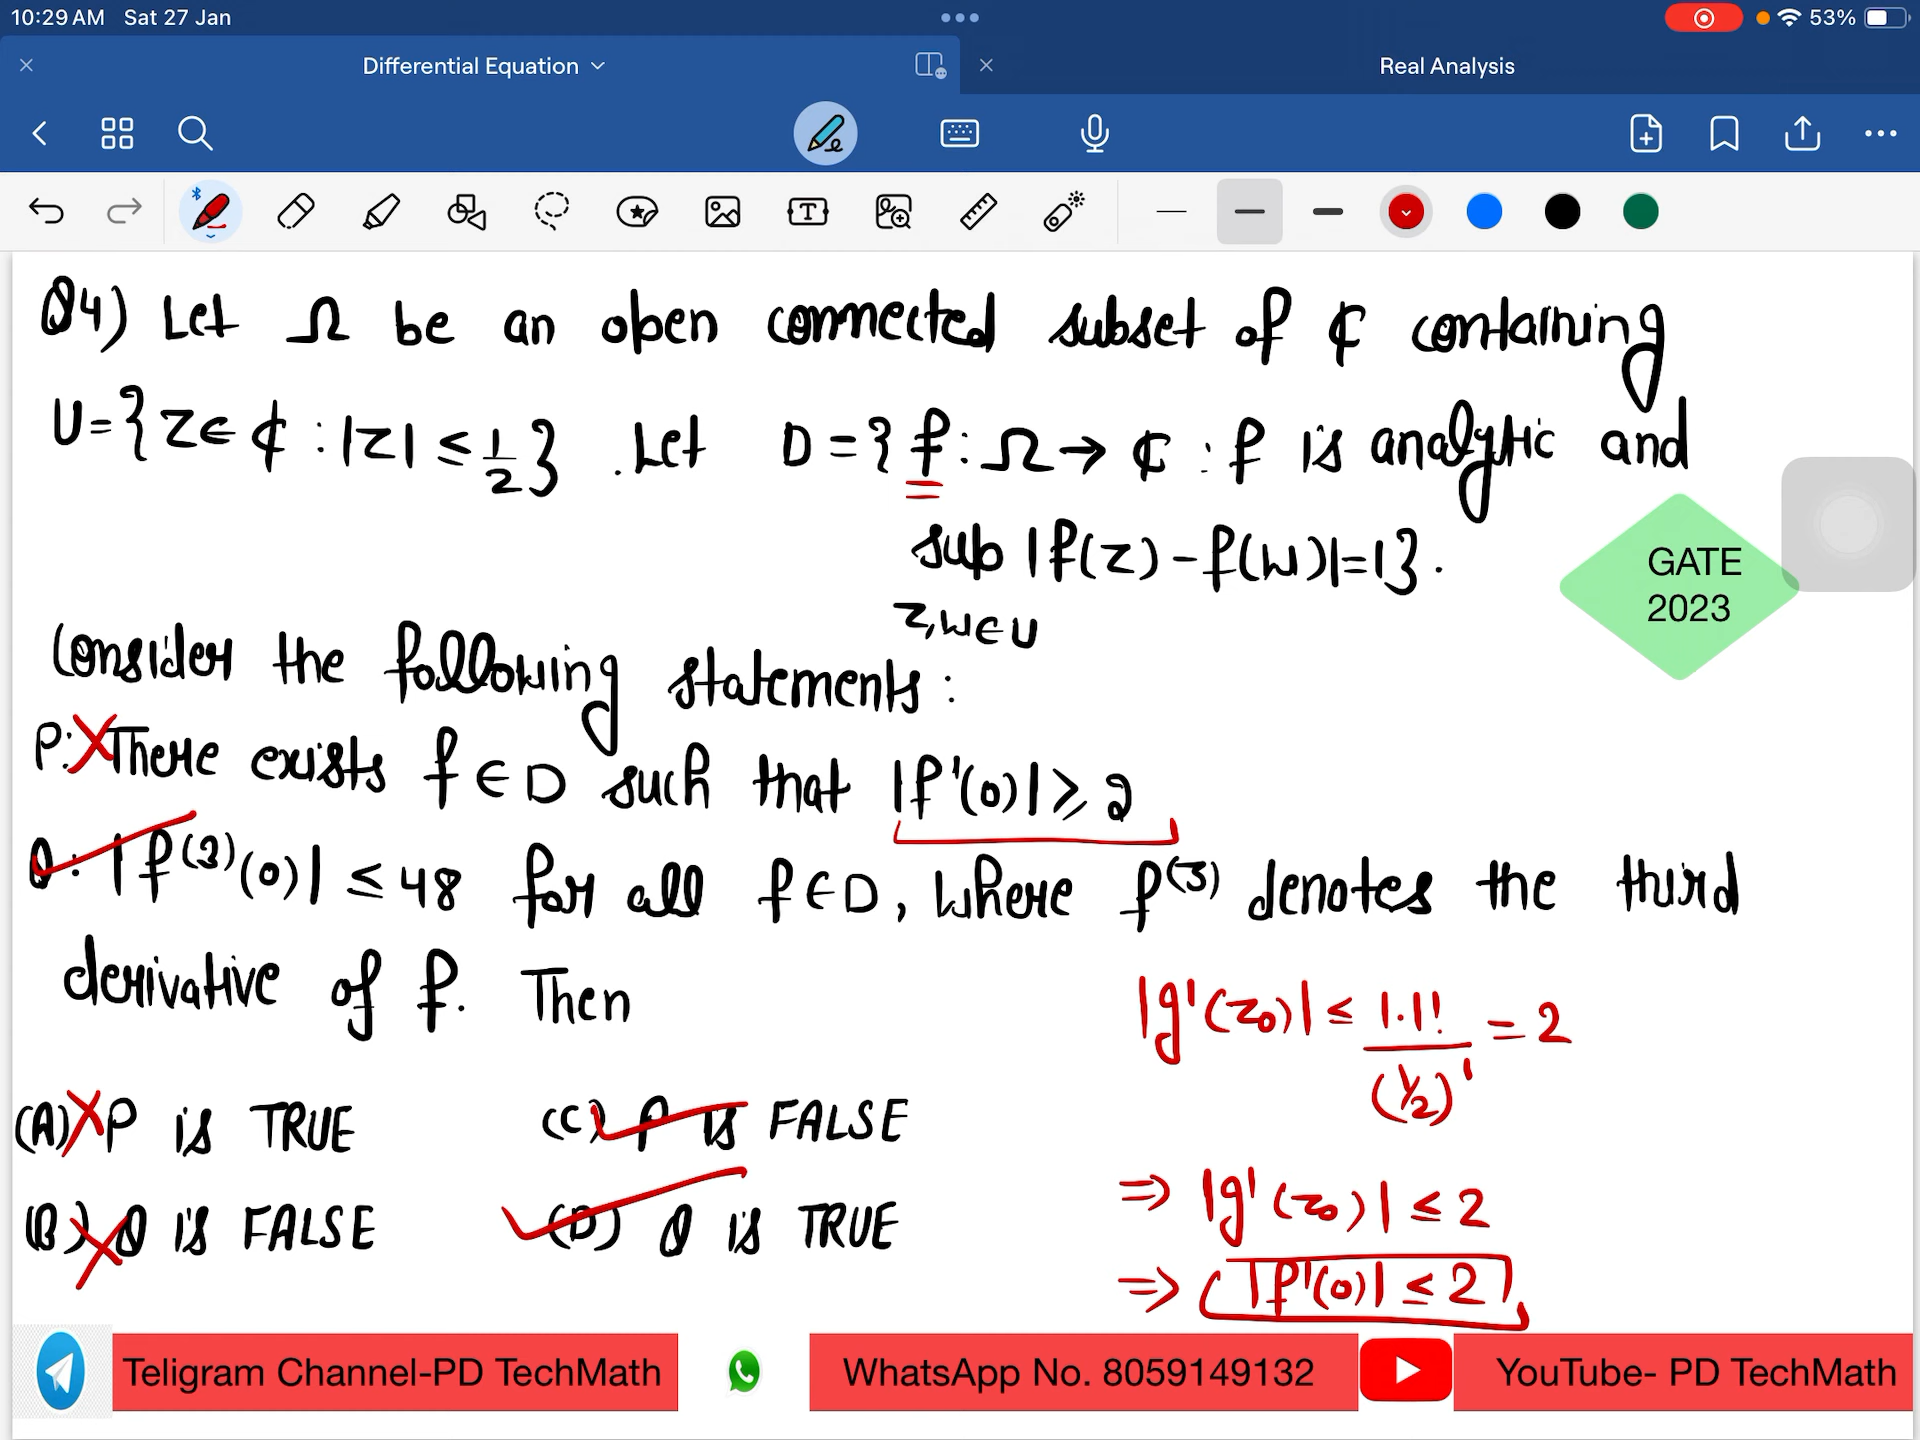 10:29 AM Sat 27 Jan
53%
Differential Equation
Real Analysis
Q4) Let Ω be an open connected subset of ℂ containing
U = {z ∈ ℂ : |z| ≤ 1/2}. Let D = {f : Ω → ℂ : f is analytic and
sub |f(z) - f(w)| = 1}.
z,w∈U
GATE
2023
Consider the following statements :
P: There exists f ∈ D such that |f'(0)| ≥ 2
Q: |f⁽³⁾(0)| ≤ 48 for all f ∈ D, where f⁽³⁾ denotes the third
derivative of f. Then
|g'(z₀)| ≤ 1·1!/(1/2)¹ = 2
(A) P is TRUE (C) P is FALSE
⇒ |g'(z₀)| ≤ 2
(B) Q is FALSE (D) Q is TRUE
⇒ |f'(0)| ≤ 2
Teligram Channel-PD TechMath
WhatsApp No. 8059149132
YouTube- PD TechMath